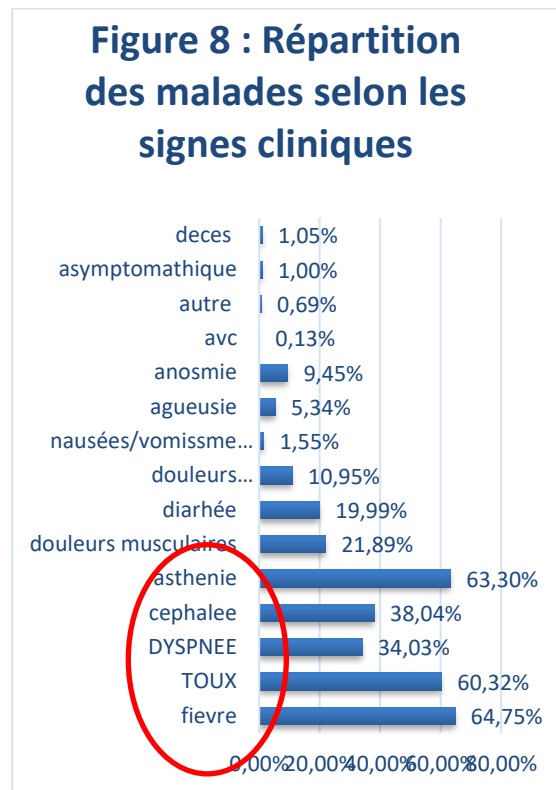 Figure 8 : Répartition
des malades selon les
signes cliniques
deces 1,05%
asymptomathique 1,00%
autre 0,69%
avc 0,13%
anosmie 9,45%
agueusie 5,34%
nausées/vomissme... 1,55%
douleurs... 10,95%
diarhée 19,99%
douleurs musculaires 21,89%
asthenie 63,30%
cephalee 38,04%
DYSPNEE 34,03%
TOUX 60,32%
fievre 64,75%
0,00% 20,00% 40,00% 60,00% 80,00%